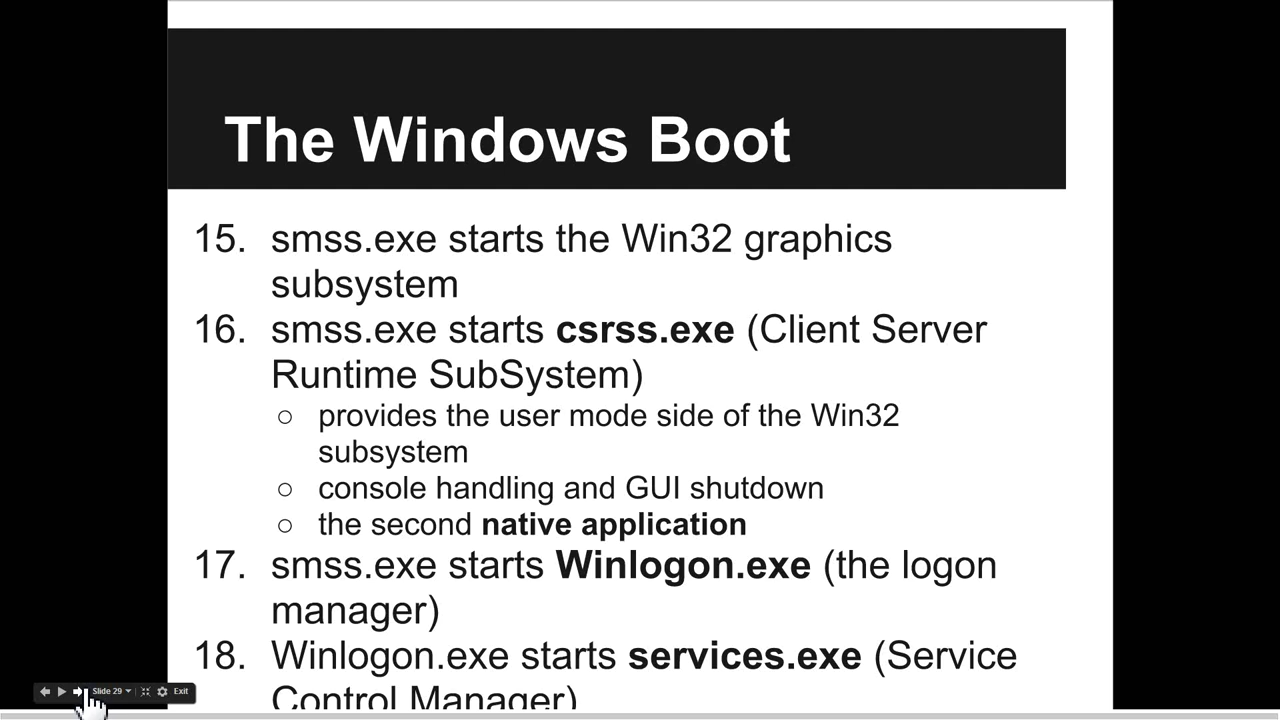 The Windows Boot
15. smss.exe starts the Win32 graphics
subsystem
16. smss.exe starts csrss.exe (Client Server
Runtime SubSystem)
○ provides the user mode side of the Win32
subsystem
○ console handling and GUI shutdown
○ the second native application
17. smss.exe starts Winlogon.exe (the logon
manager)
18. Winlogon.exe starts services.exe (Service
Control Manager)
Slide 29 Exit